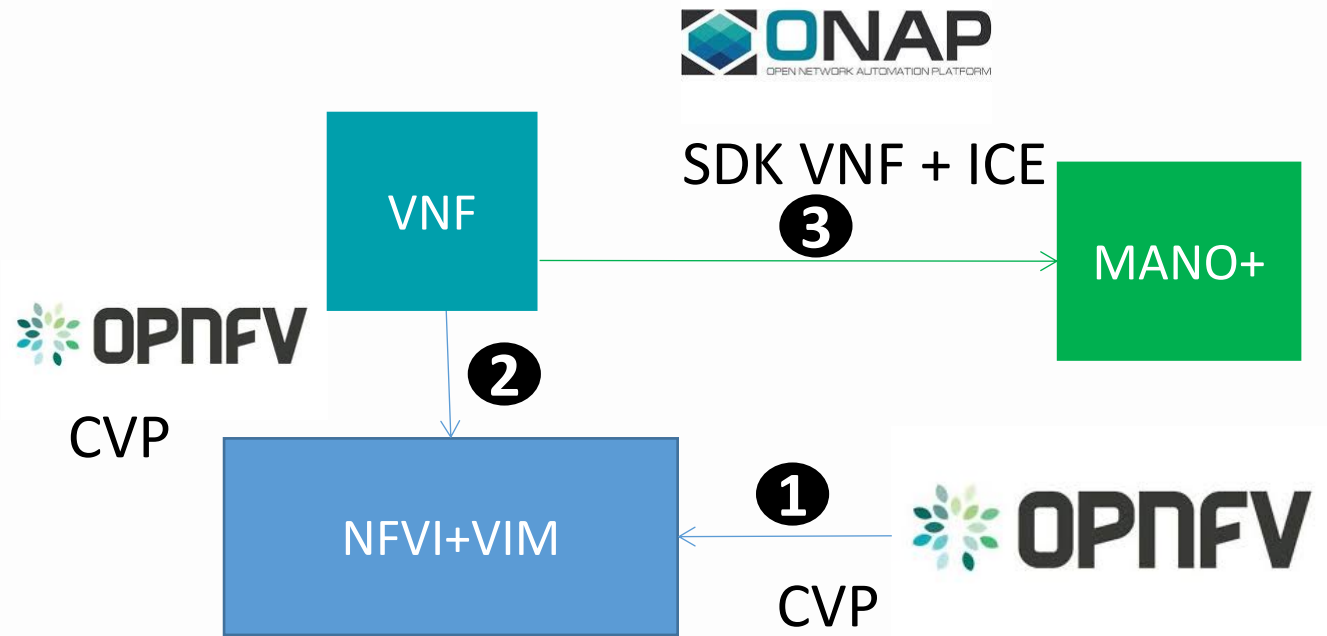 ONAP
OPEN NETWORK AUTOMATION PLATFORM
SDK VNF + ICE
VNF
3
MANO+
OPNFV
2
CVP
1
NFVI+VIM
OPNFV
CVP